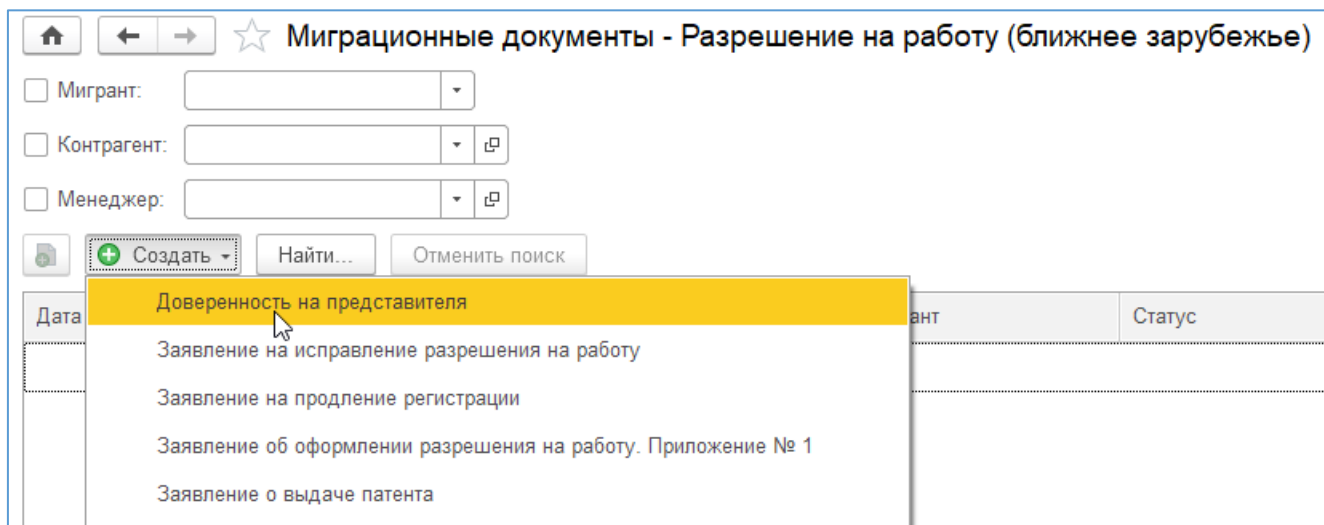 Миграционные документы - Разрешение на работу (ближнее зарубежье)
Мигрант:
Контрагент:
Менеджер:
Создать Найти... Отменить поиск
Доверенность на представителя
Дата ант Статус
Заявление на исправление разрешения на работу
Заявление на продление регистрации
Заявление об оформлении разрешения на работу. Приложение № 1
Заявление о выдаче патента